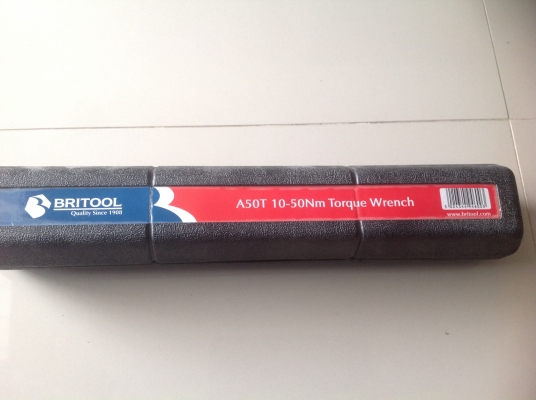 BRITOOL
Quality Since 1908
A50T 10-50Nm Torque Wrench
www.britool.com